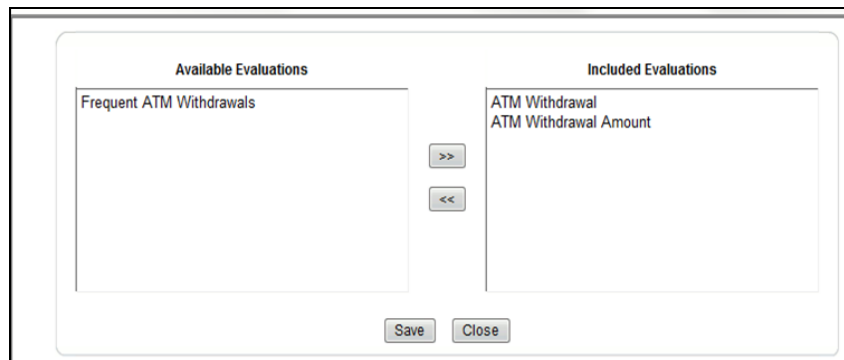 Available Evaluations
Included Evaluations
Frequent ATM Withdrawals
ATM Withdrawal
ATM Withdrawal Amount
>>
<<
Save
Close